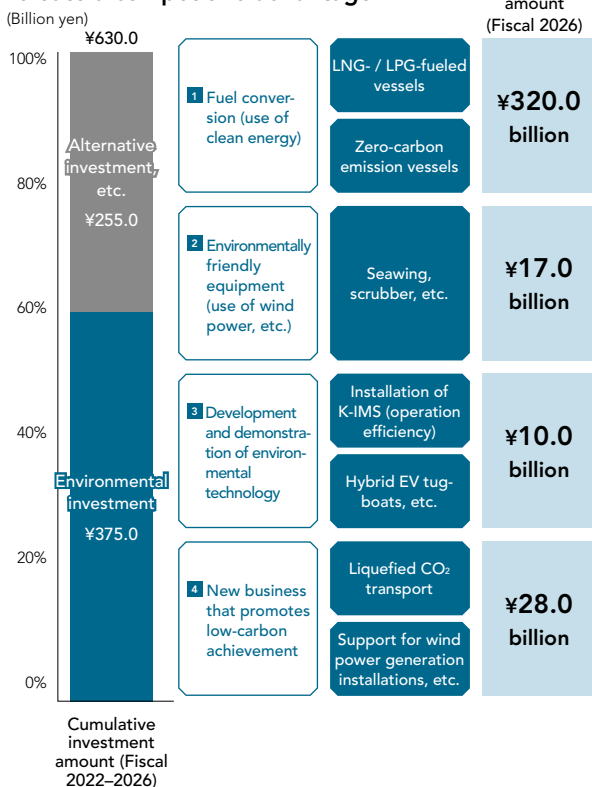 (Billion yen)
amount
(Fiscal 2026)
¥630.0
100%
80%
60%
40%
20%
0%
Alternative
investment,
etc.
¥255.0
Environmental
investment
¥375.0
Cumulative
investment
amount (Fiscal
2022–2026)
1 Fuel conver-
sion (use of
clean energy)
LNG- / LPG-fueled
vessels
Zero-carbon
emission vessels
¥320.0
billion
2 Environmentally
friendly
equipment
(use of wind
power, etc.)
Seawing,
scrubber, etc.
¥17.0
billion
3 Development
and demonstra-
tion of environ-
mental
technology
Installation of
K-IMS (operation
efficiency)
Hybrid EV tug-
boats, etc.
¥10.0
billion
4 New business
that promotes
low-carbon
achievement
Liquefied CO₂
transport
Support for wind
power generation
installations, etc.
¥28.0
billion